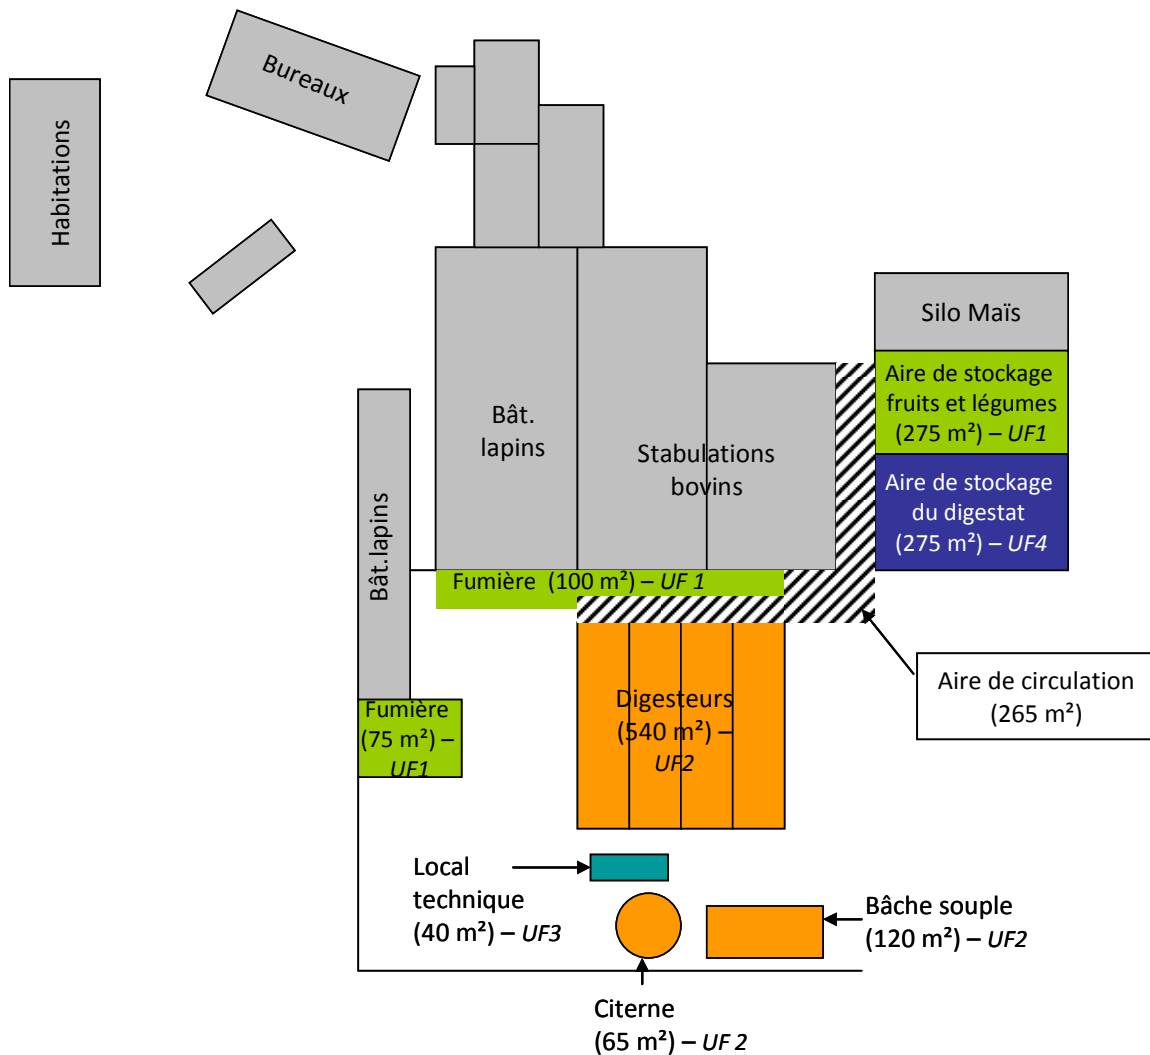 Bureaux
Habitations
Silo Maïs
Aire de stockage
fruits et légumes
(275 m²) – UF1
Bât.
lapins
Stabulations
bovins
Aire de stockage
du digestat
(275 m²) – UF4
Bât.lapins
Fumière (100 m²) – UF 1
Aire de circulation
(265 m²)
Fumière
(75 m²) –
UF1
Digesteurs
(540 m²) –
UF2
Local
technique
(40 m²) – UF3
Bâche souple
(120 m²) – UF2
Citerne
(65 m²) – UF 2